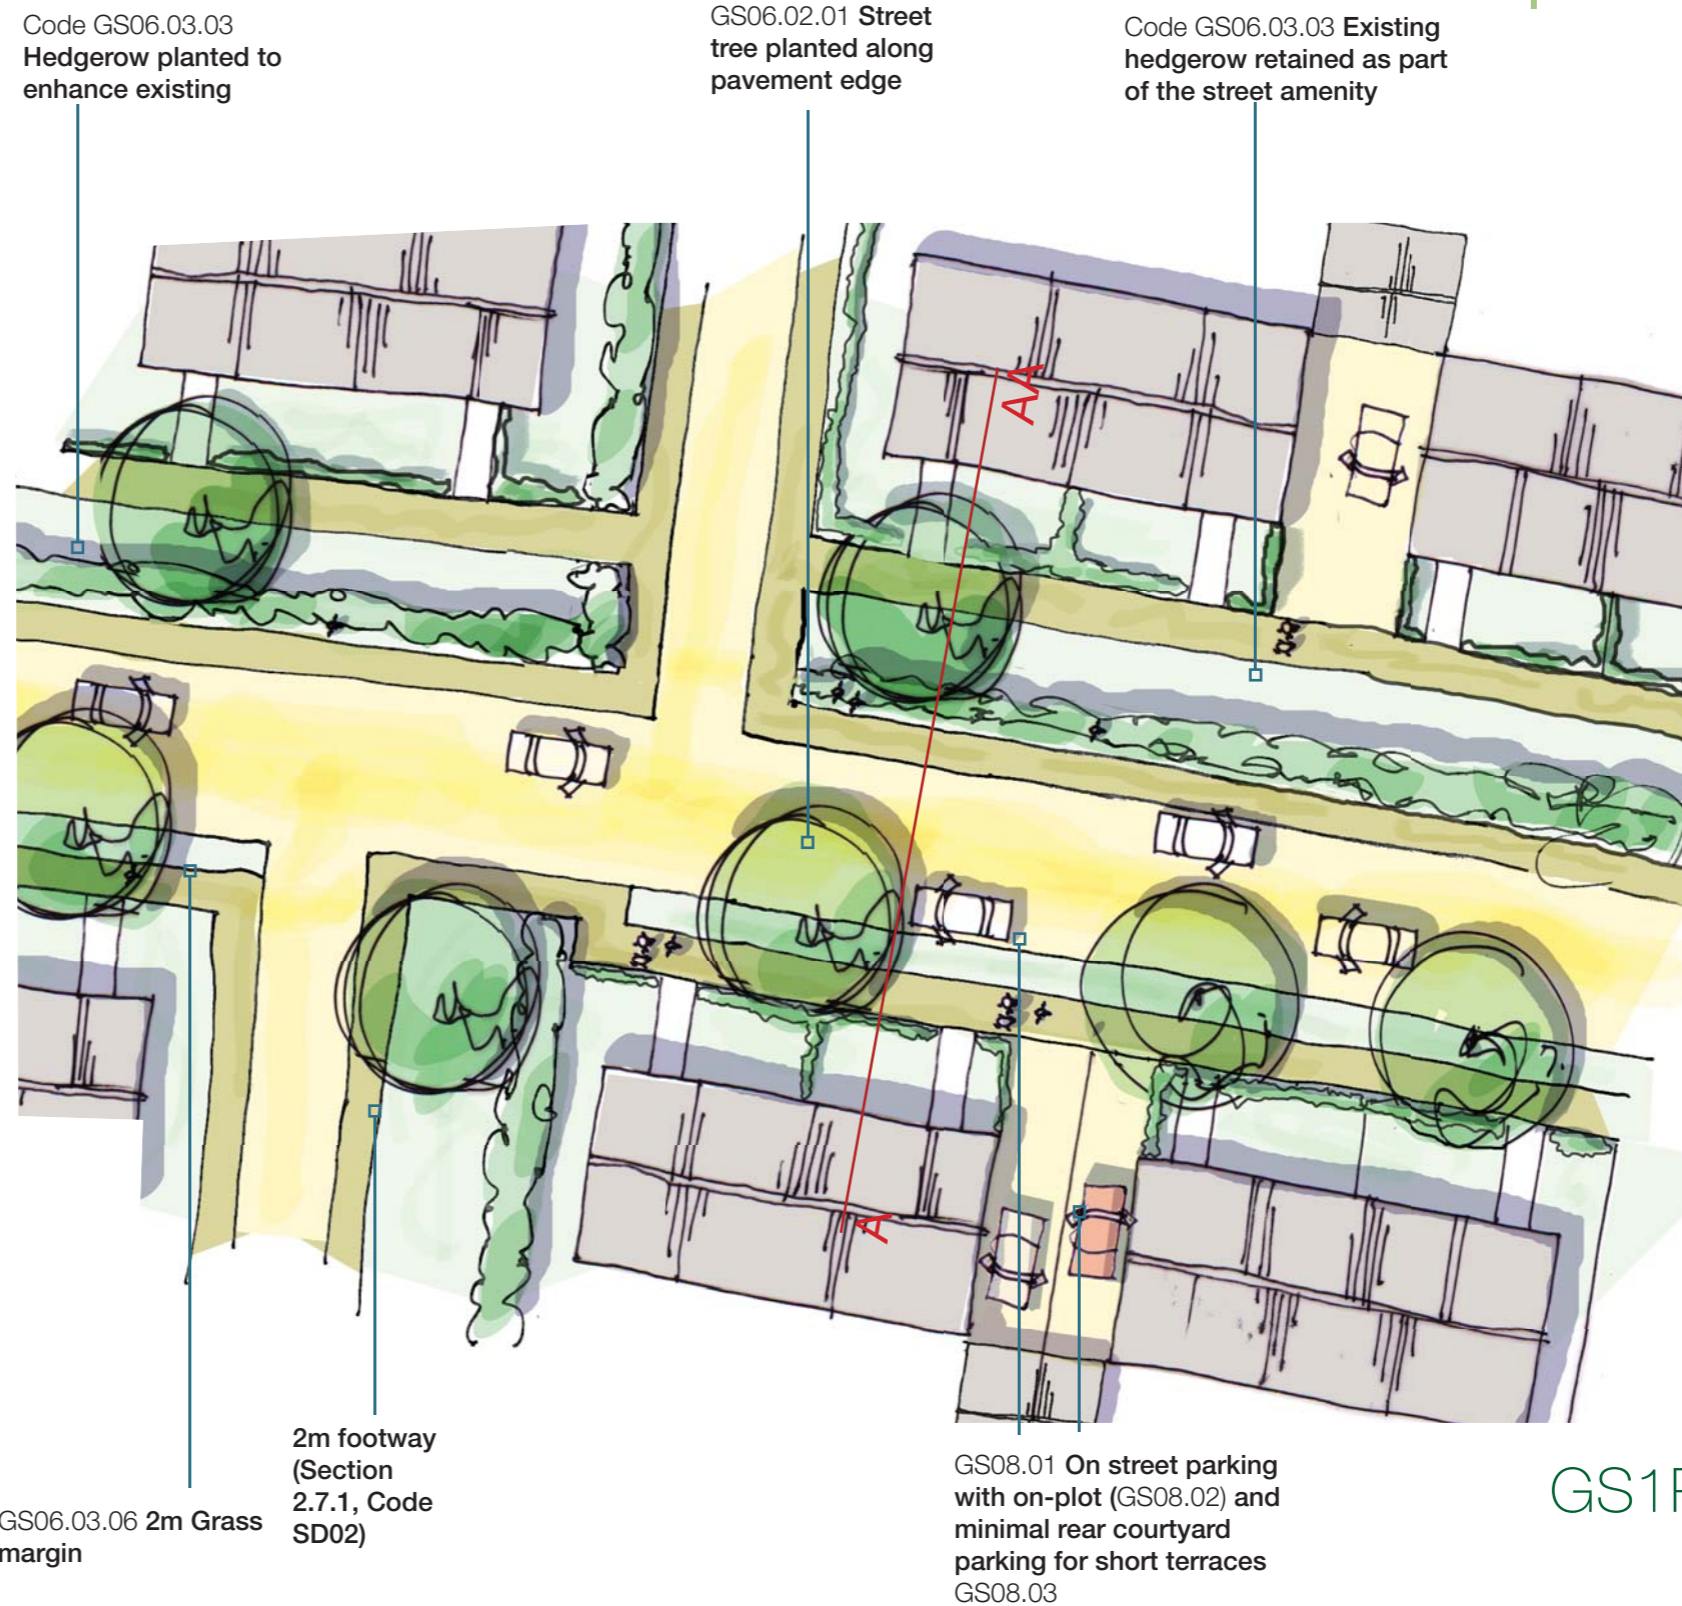 Code GS06.03.03
Hedgerow planted to
enhance existing
GS06.02.01 Street
tree planted along
pavement edge
Code GS06.03.03 Existing
hedgerow retained as part
of the street amenity
AA
A
2m footway
(Section
2.7.1, Code
SD02)
GS06.03.06 2m Grass
margin
GS08.01 On street parking
with on-plot (GS08.02) and
minimal rear courtyard
parking for short terraces
GS08.03